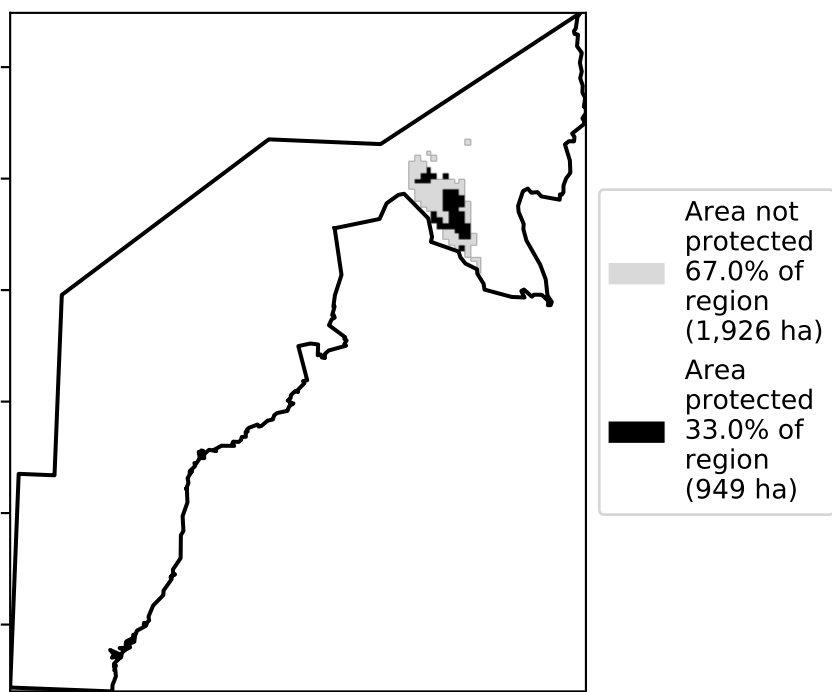 Area not
protected
67.0% of
region
(1,926 ha)
Area
protected
33.0% of
region
(949 ha)